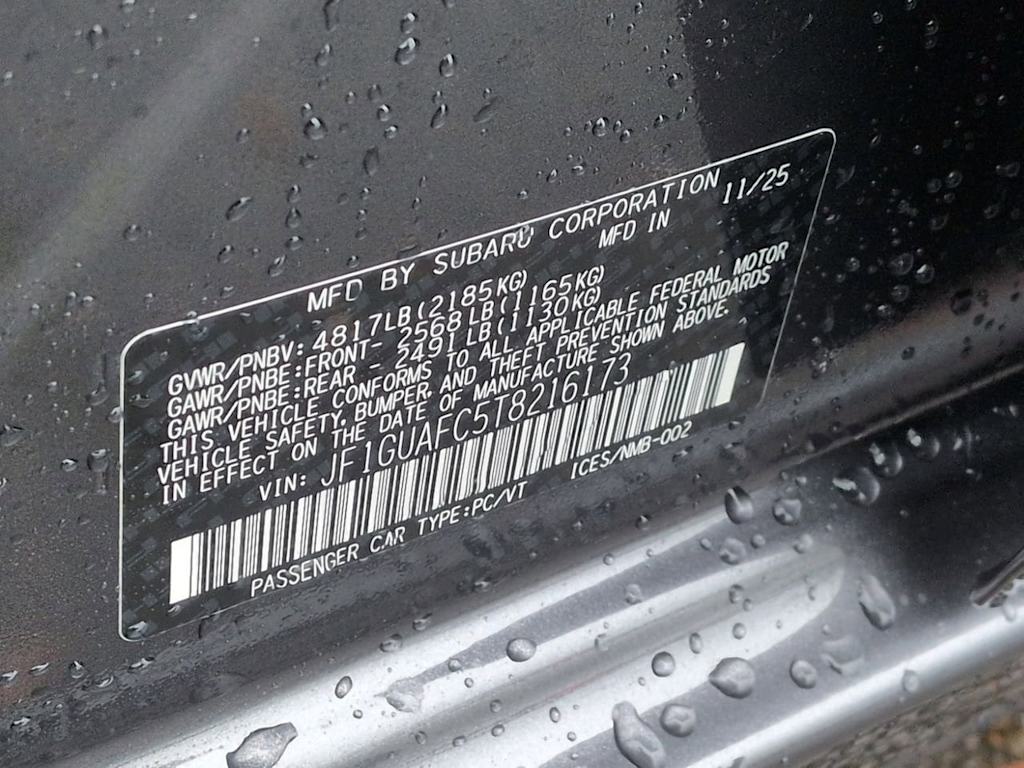 MFD BY SUBARU CORPORATION
MFD IN 11/25
GVWR/PNBV: 4817LB(2185KG)
GAWR/PNBE:FRONT- 2568LB(1165KG)
GAWR/PNBE:REAR - 2491LB(1130KG)
THIS VEHICLE CONFORMS TO ALL APPLICABLE FEDERAL MOTOR
VEHICLE SAFETY, BUMPER, AND THEFT PREVENTION STANDARDS
IN EFFECT ON THE DATE OF MANUFACTURE SHOWN ABOVE.
VIN: JF1GUAFC5T8216173
PASSENGER CAR TYPE:PC/VT ICES/NMB-002